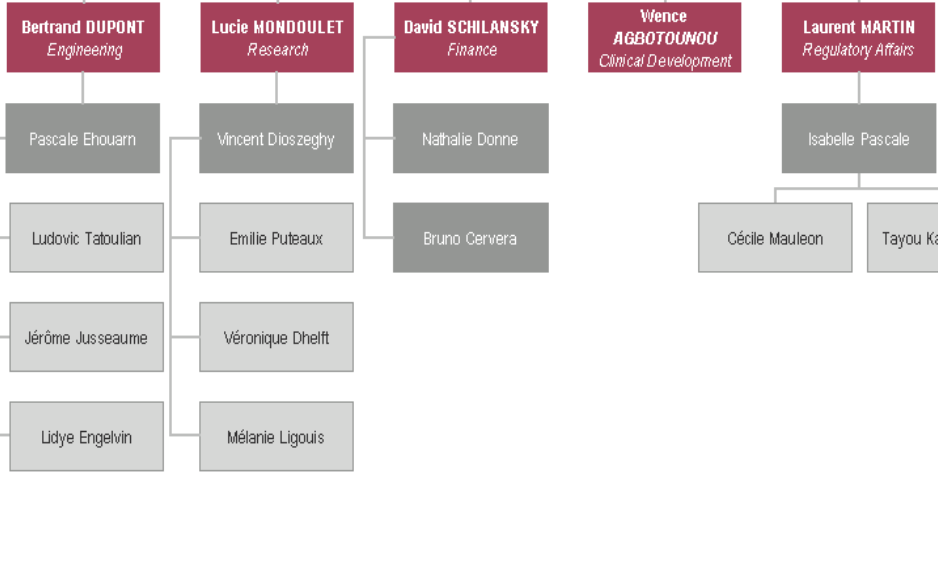 Bertrand DUPONT
Engineering
Lucie MONDOULET
Research
David SCHILANSKY
Finance
Wence
AGBOTOUNOU
Clinical Development
Laurent MARTIN
Regulatory Affairs
Pascale Ehouarn
Vincent Dioszeghy
Nathalie Donne
Isabelle Pascale
Ludovic Tatoulian
Emilie Puteaux
Bruno Cervera
Cécile Mauleon
Tayou
Jérôme Jusseaume
Véronique Dhelft
Lidye Engelvin
Mélanie Ligouis